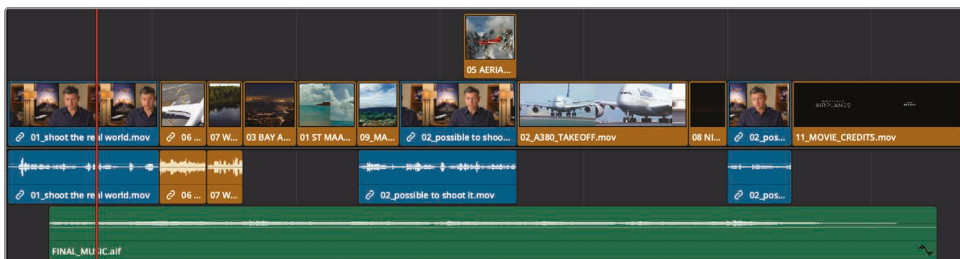 05 AERIA...
01_shoot the real world.mov
06 ...
07 W...
03 BAY A...
01 ST MAA...
09_MA...
02_possible to shoo...
02_A380_TAKEOFF.mov
08 NI...
02_pos...
11_MOVIE_CREDITS.mov
AIRPLANES
01_shoot the real world.mov
06 ...
07 W...
02_possible to shoot it.mov
02_pos...
FINAL_MUSIC.aif